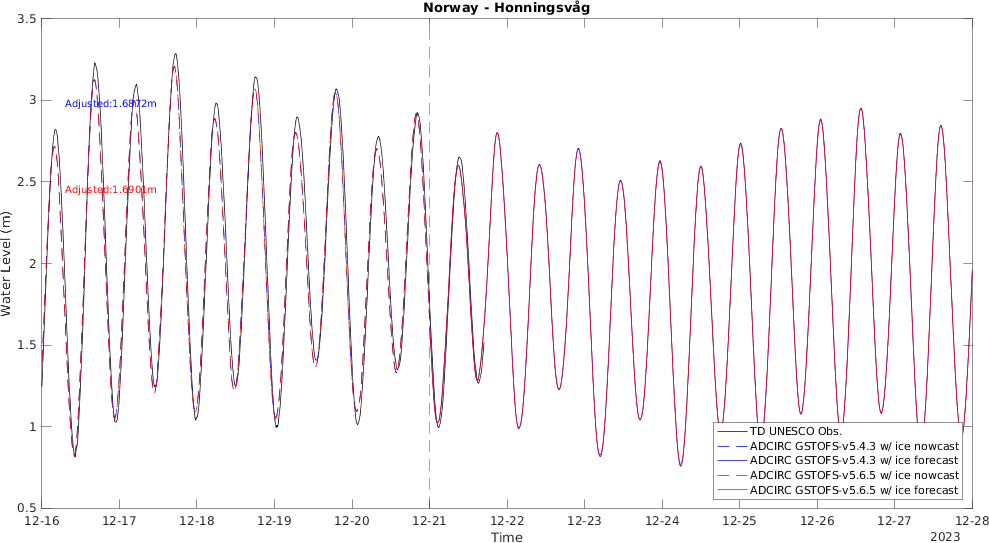 Norway - Honningsvåg
3.5
3
2.5
2
1.5
1
0.5
Water Level (m)
Adjusted:1.6872m
Adjusted:1.6901m
TD UNESCO Obs.
ADCIRC GSTOFS-v5.4.3 w/ ice nowcast
ADCIRC GSTOFS-v5.4.3 w/ ice forecast
ADCIRC GSTOFS-v5.6.5 w/ ice nowcast
ADCIRC GSTOFS-v5.6.5 w/ ice forecast
12-16 12-17 12-18 12-19 12-20 12-21 12-22 12-23 12-24 12-25 12-26 12-27 12-28
Time
2023